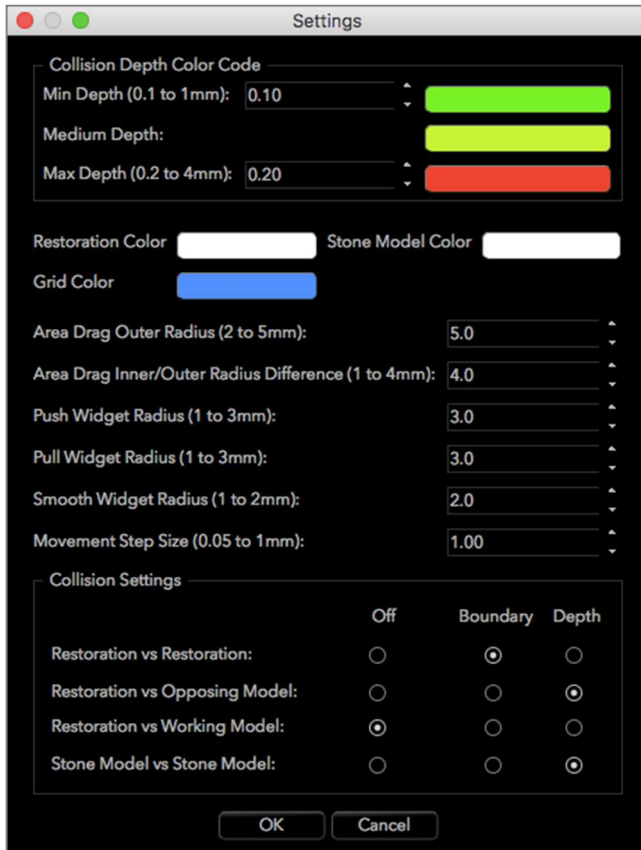 Settings
Collision Depth Color Code
Min Depth (0.1 to 1mm): 0.10
Medium Depth:
Max Depth (0.2 to 4mm): 0.20
Restoration Color Stone Model Color
Grid Color
Area Drag Outer Radius (2 to 5mm): 5.0
Area Drag Inner/Outer Radius Difference (1 to 4mm): 4.0
Push Widget Radius (1 to 3mm): 3.0
Pull Widget Radius (1 to 3mm): 3.0
Smooth Widget Radius (1 to 2mm): 2.0
Movement Step Size (0.05 to 1mm): 1.00
Collision Settings
Off Boundary Depth
Restoration vs Restoration:
Restoration vs Opposing Model:
Restoration vs Working Model:
Stone Model vs Stone Model:
OK Cancel